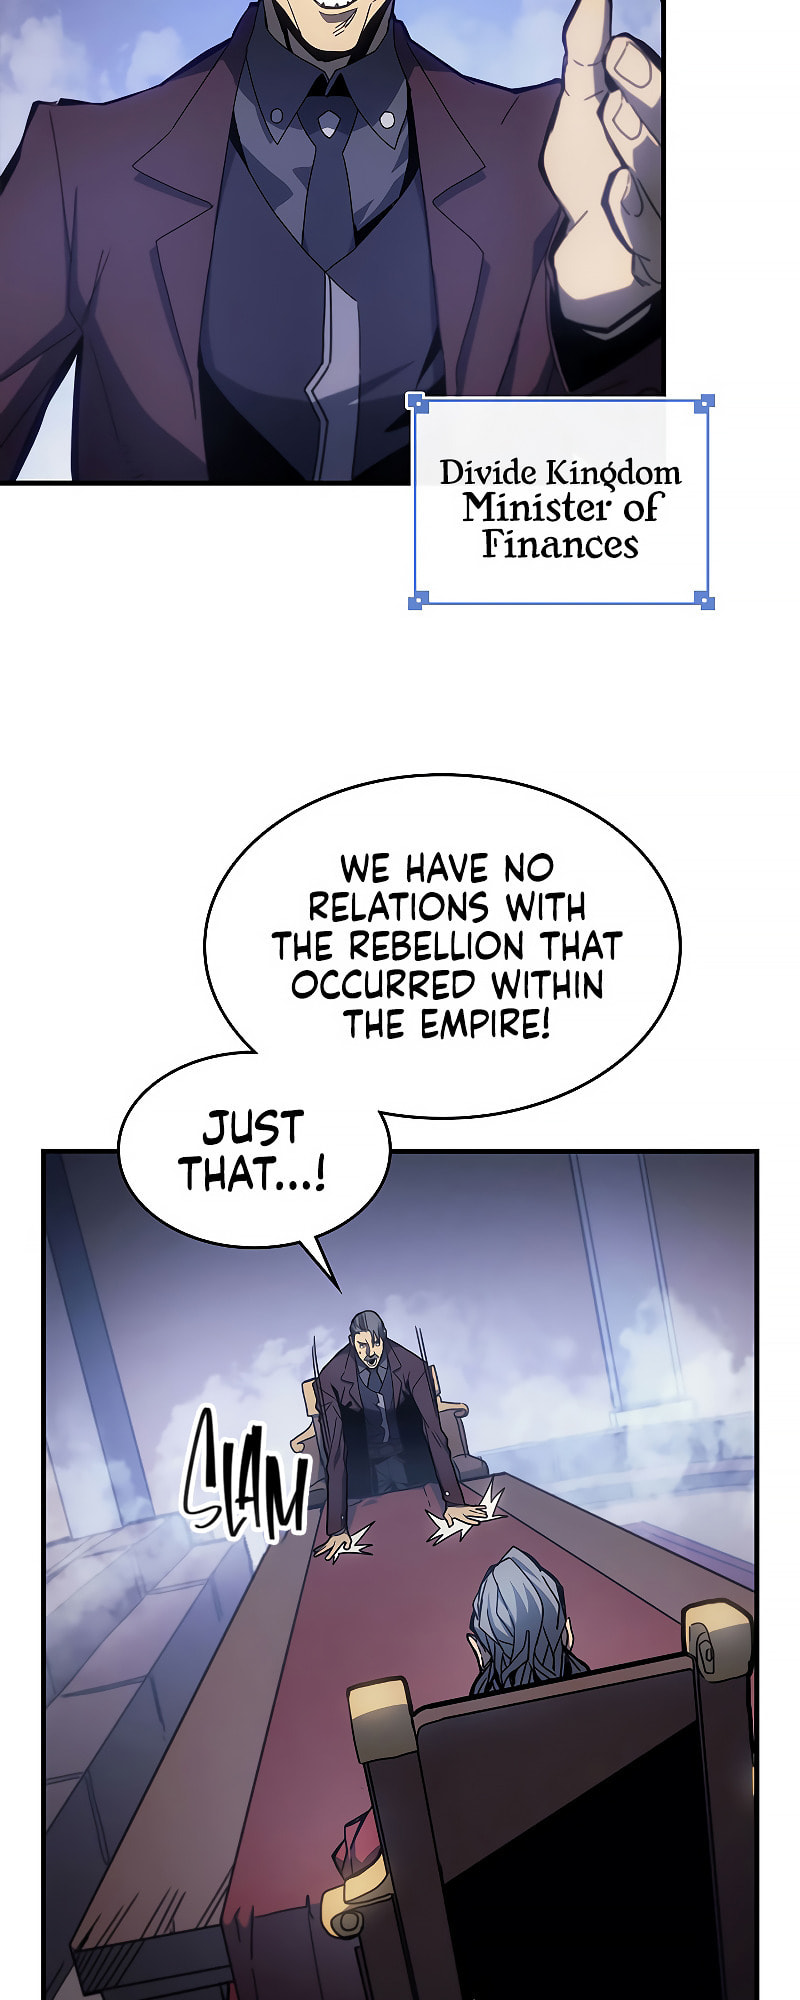 Divide Kingdom
Minister of
Finances
WE HAVE NO
RELATIONS WITH
THE REBELLION THAT
OCCURRED WITHIN
THE EMPIRE!
JUST
THAT...!
SLAM